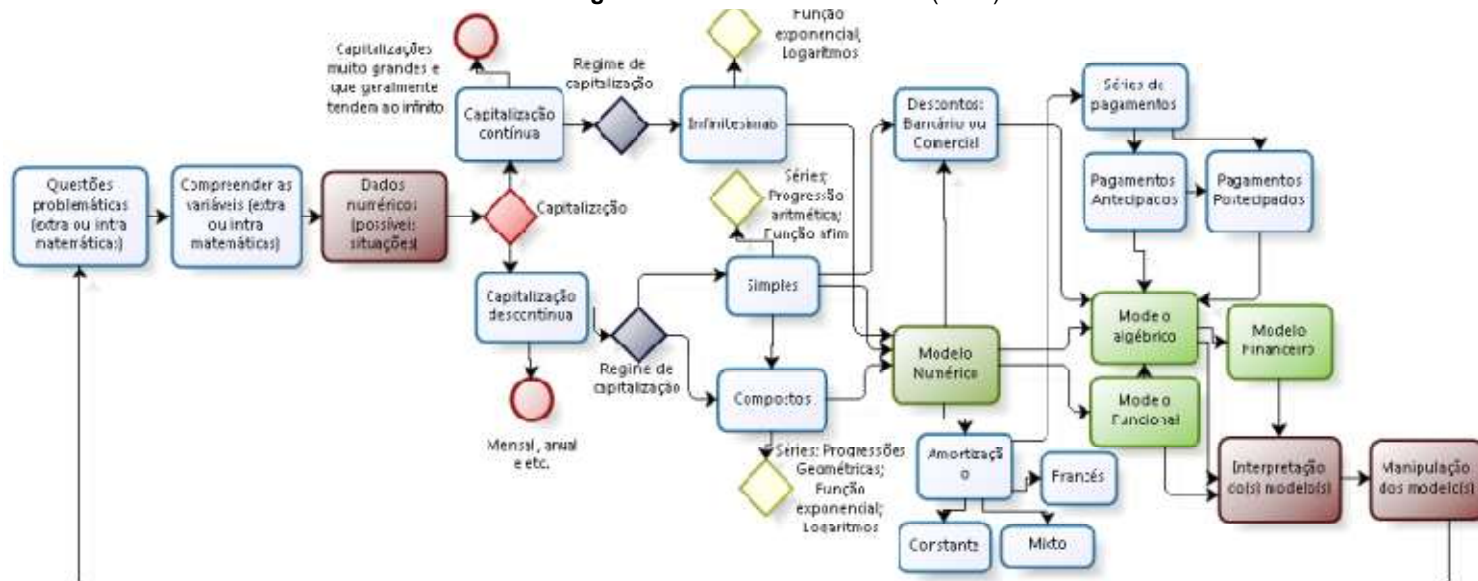 Função
exponencial;
Logaritmos
Capitalizações
muito grandes e
que geralmente
tendem ao infinito
Regime de
capitalização
Séries de
pagamentos
Capitalização
contínua
Infinitesimais
Descontos:
Bancário ou
Comercial
Questões
problemáticas
(extra ou intra
matemáticas)
Compreender as
variáveis (extra
ou intra
matemáticas)
Dados
numéricos
(possíveis
situações)
Capitalização
Séries;
Progressão
aritmética;
Função afim
Pagamentos
Antecipados
Pagamentos
Postecipados
Capitalização
descontínua
Simples
Modelo
algébrico
Modelo
Financeiro
Regime de
capitalização
Modelo
Numérico
Compostos
Modelo
Funcional
Mensal, anual
e etc.
Séries; Progressões
Geométricas;
Função
exponencial;
Logaritmos
Amortizaçã
o
Francês
Interpretação
do(s) modelo(s)
Manipulação
dos modelo(s)
Constante
Mixto